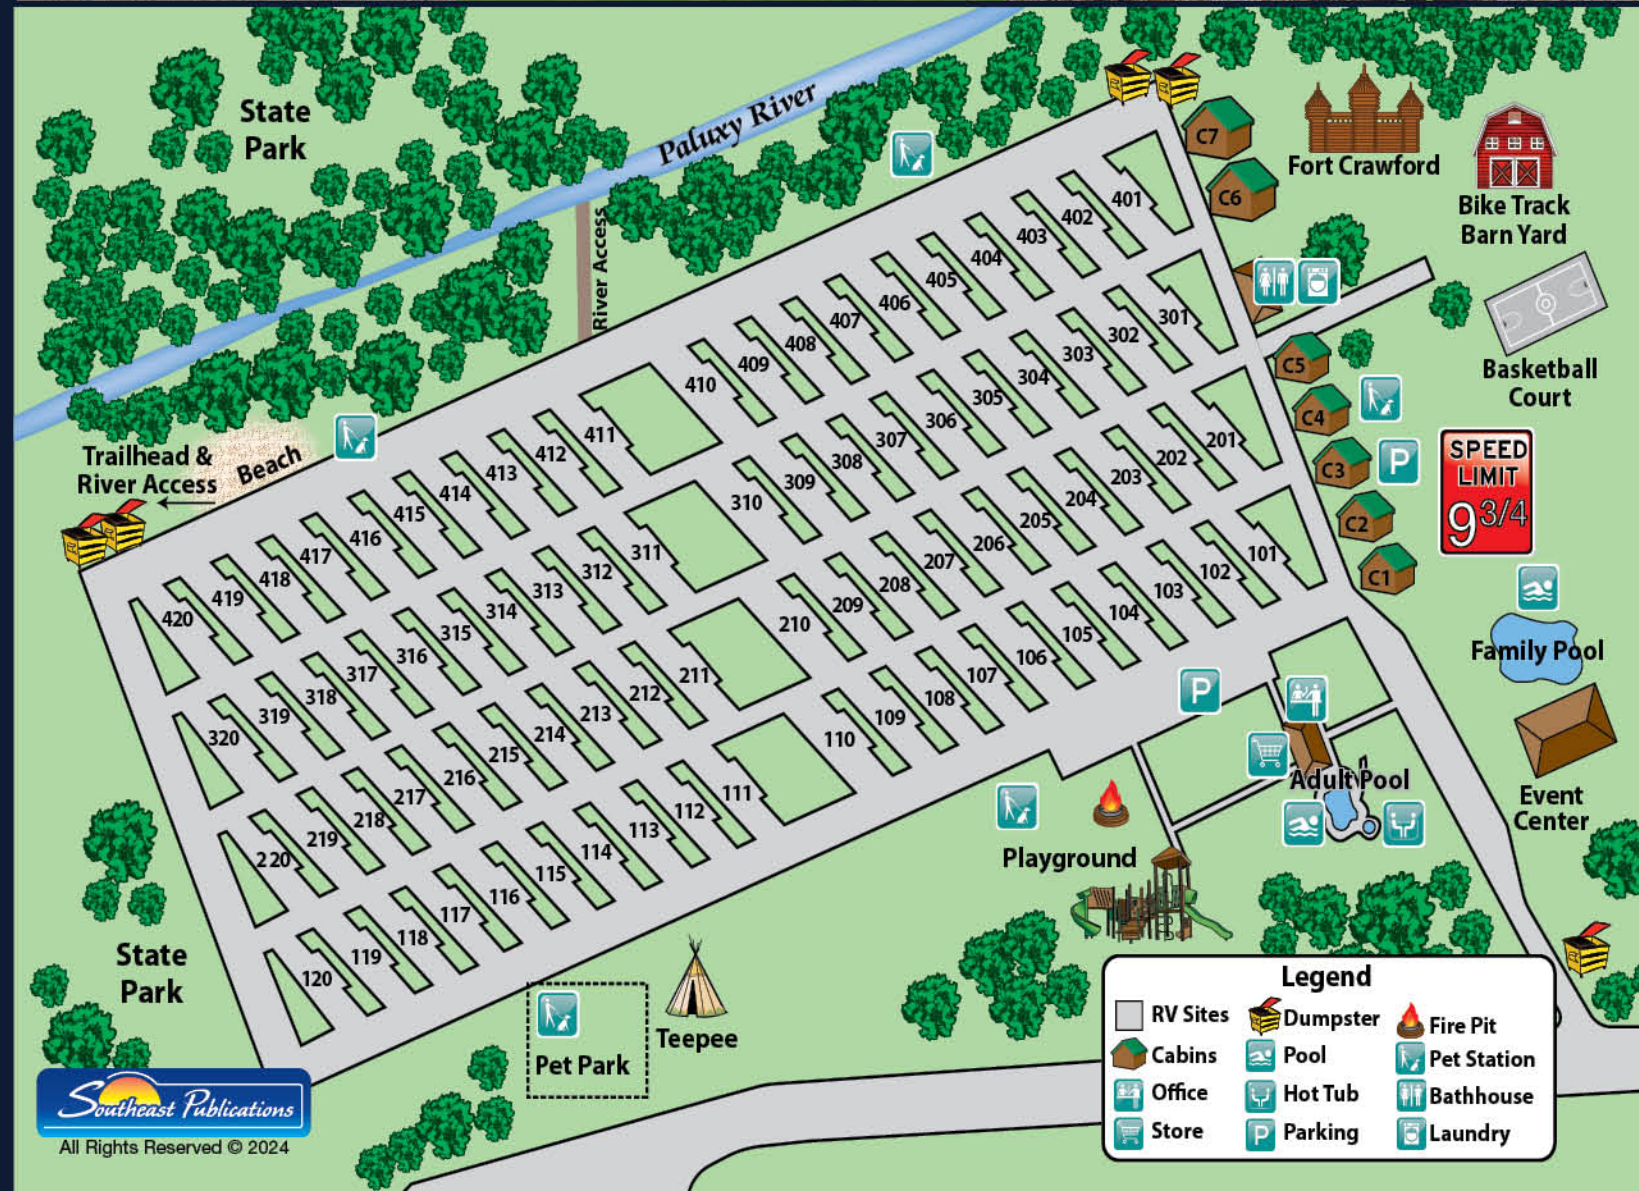 State
Park
Paluxy River
River Access
C7
C6
Fort Crawford
Bike Track
Barn Yard
Basketball
Court
C5
C4
C3
C2
C1
P
SPEED
LIMIT
9 3/4
Trailhead &
River Access
Beach
401
402
403
404
405
406
407
408
409
410
411
412
413
414
415
416
417
418
419
420
301
302
303
304
305
306
307
308
309
310
311
312
313
314
315
316
317
318
319
320
201
202
203
204
205
206
207
208
209
210
211
212
213
214
215
216
217
218
219
220
101
102
103
104
105
106
107
108
109
110
111
112
113
114
115
116
117
118
119
120
Family Pool
P
Adult Pool
Event
Center
Playground
State
Park
Teepee
Pet Park
Legend
RV Sites
Dumpster
Fire Pit
Cabins
Pool
Pet Station
Office
Hot Tub
Bathhouse
Store
P
Parking
Laundry
Southeast Publications
All Rights Reserved © 2024